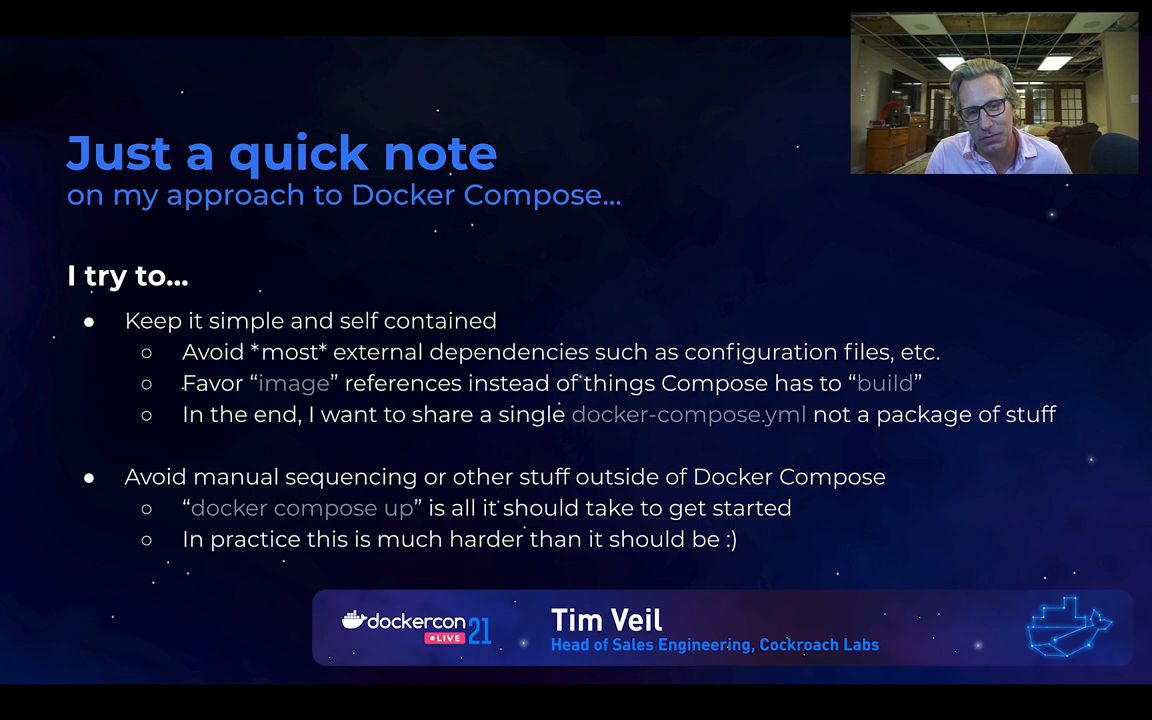 Just a quick note
on my approach to Docker Compose...
I try to...
● Keep it simple and self contained
○ Avoid *most* external dependencies such as configuration files, etc.
○ Favor “image” references instead of things Compose has to “build”
○ In the end, I want to share a single docker-compose.yml not a package of stuff
● Avoid manual sequencing or other stuff outside of Docker Compose
○ “docker compose up” is all it should take to get started
○ In practice this is much harder than it should be :)
dockercon 21
LIVE
Tim Veil
Head of Sales Engineering, Cockroach Labs